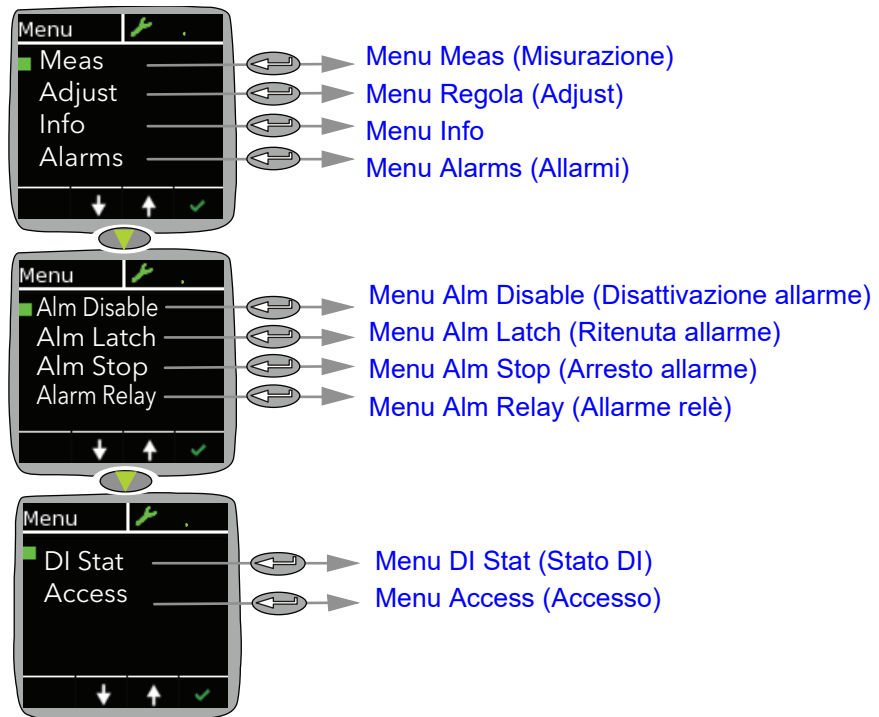 Menu
Meas
Adjust
Info
Alarms
Menu Meas (Misurazione)
Menu Regola (Adjust)
Menu Info
Menu Alarms (Allarmi)
Menu
Alm Disable
Alm Latch
Alm Stop
Alarm Relay
Menu Alm Disable (Disattivazione allarme)
Menu Alm Latch (Ritenuta allarme)
Menu Alm Stop (Arresto allarme)
Menu Alm Relay (Allarme relè)
Menu
DI Stat
Access
Menu DI Stat (Stato DI)
Menu Access (Accesso)